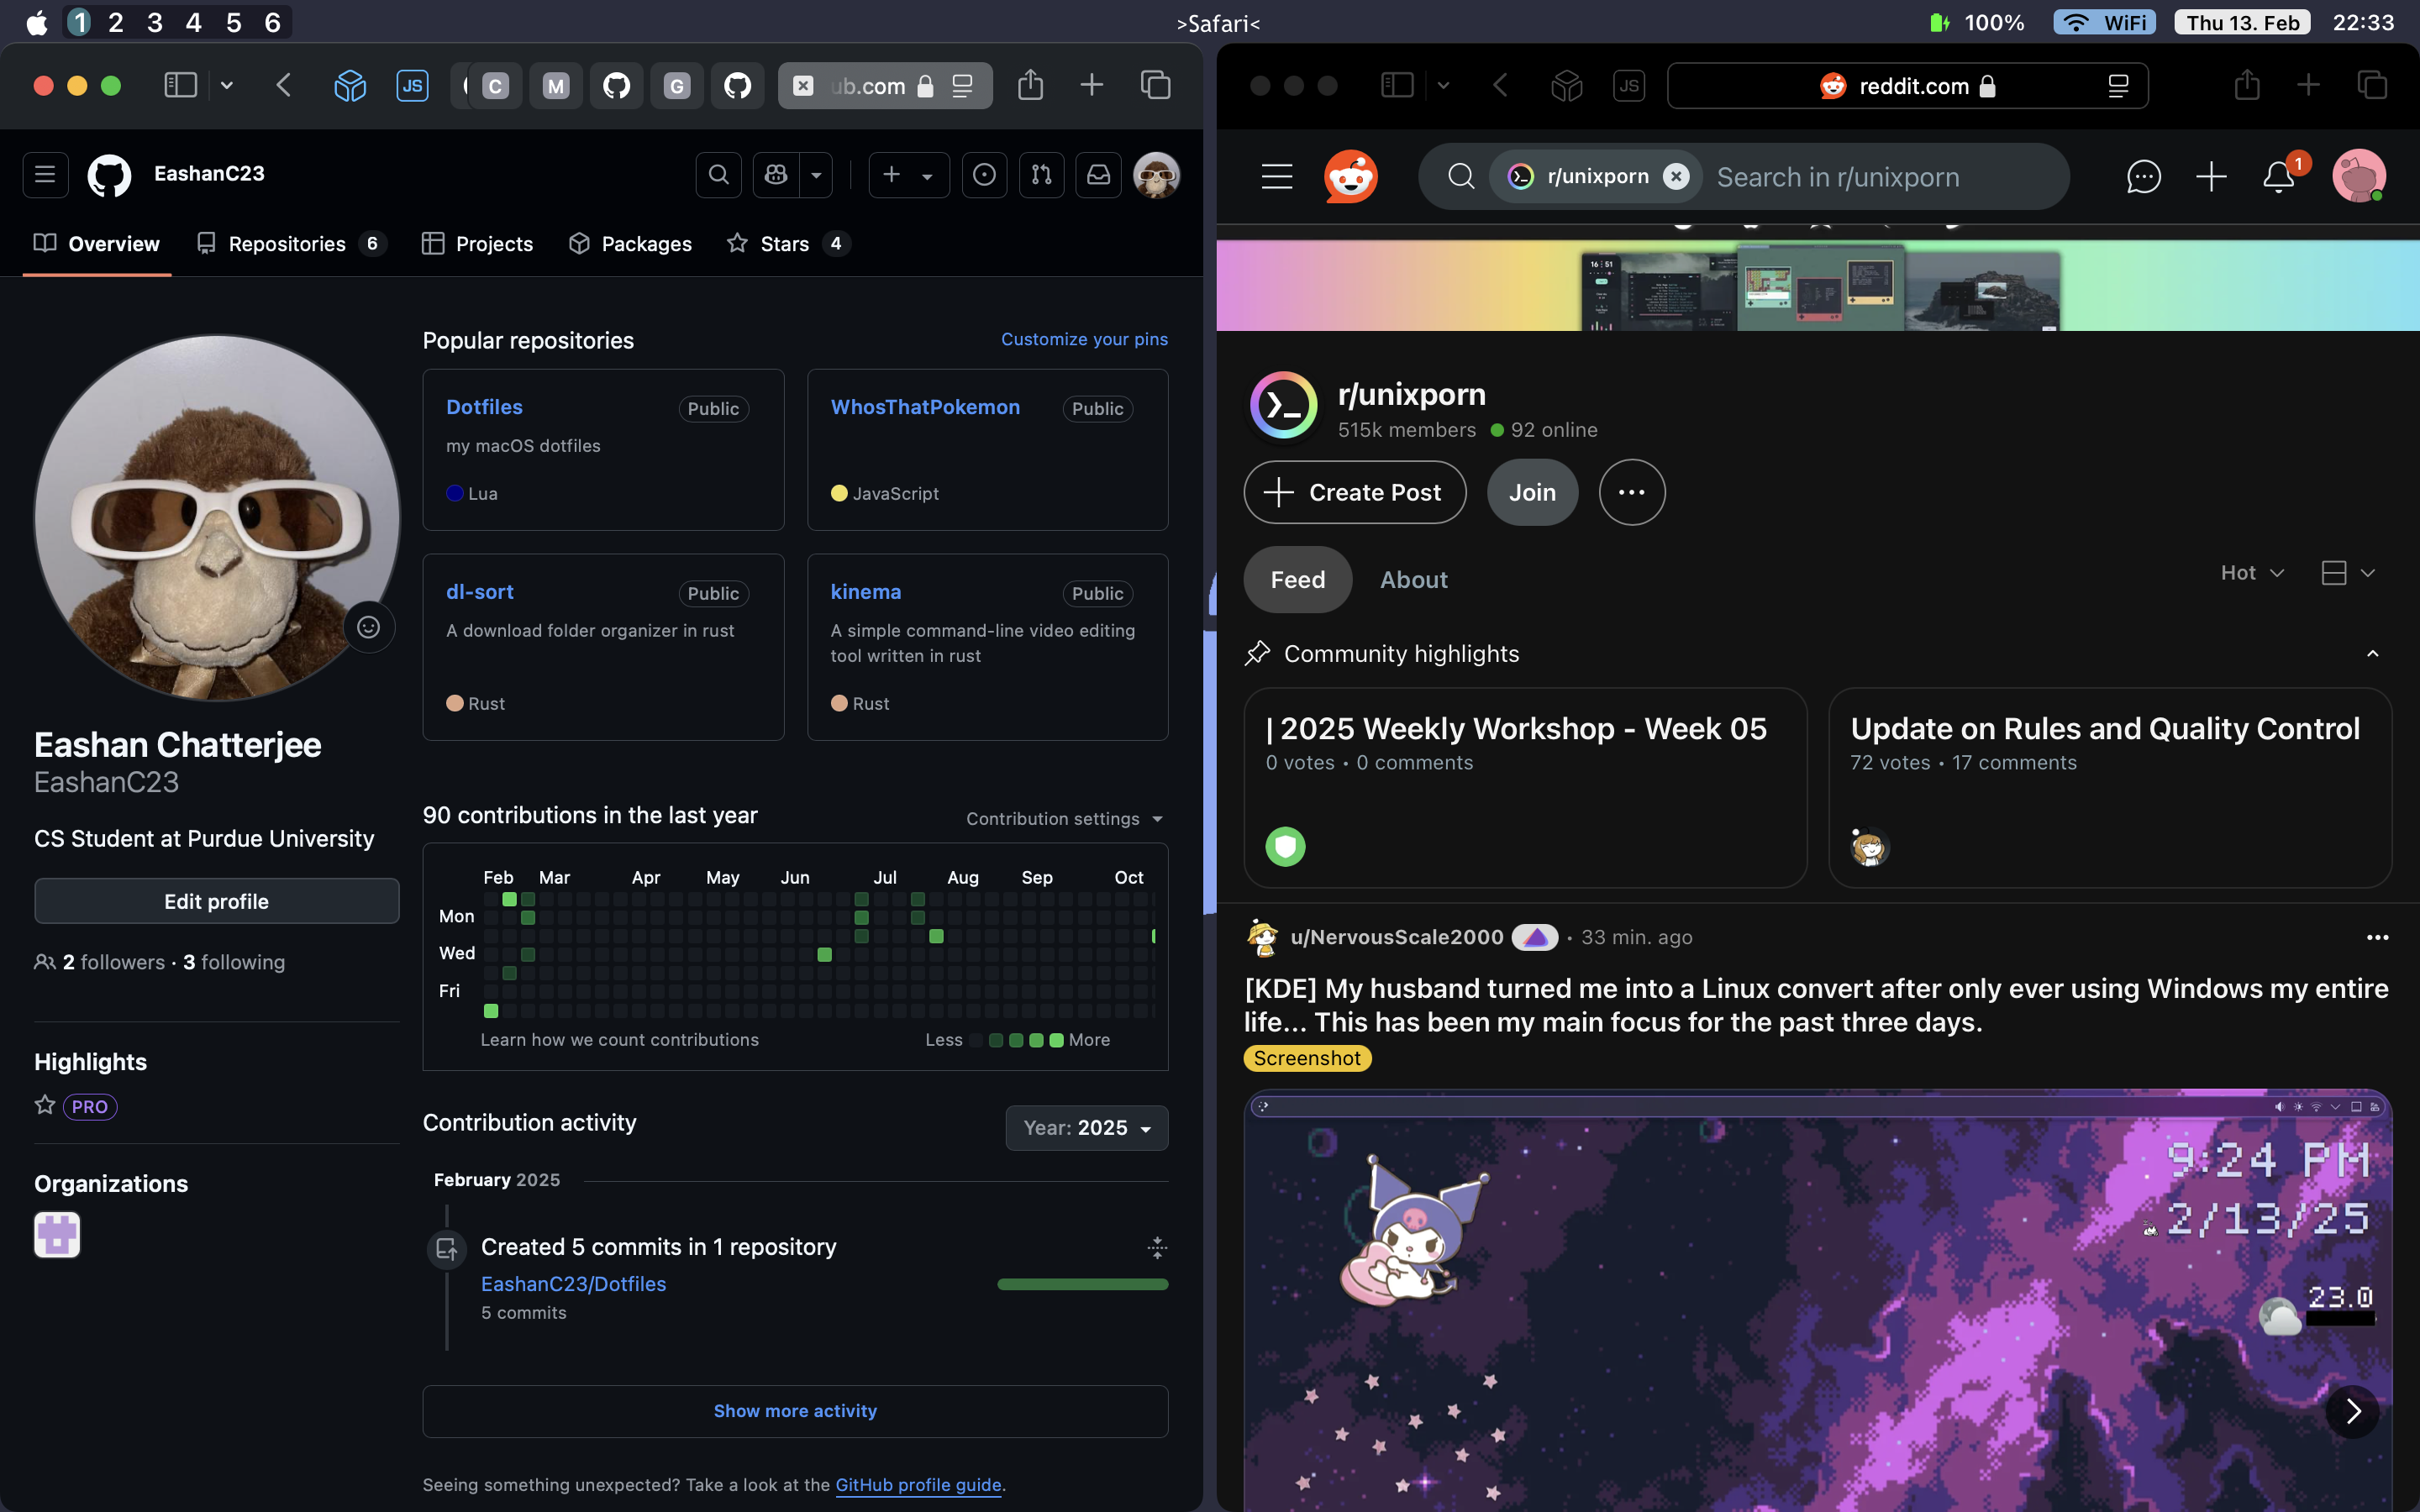 1 2 3 4 5 6
>Safari<
100%
WiFi
Thu 13. Feb
22:33
JS
C
M
G
ub.com
EashanC23
Overview
Repositories 6
Projects
Packages
Stars 4
Popular repositories
Customize your pins
Dotfiles
Public
my macOS dotfiles
Lua
WhosThatPokemon
Public
JavaScript
dl-sort
Public
A download folder organizer in rust
Rust
kinema
Public
A simple command-line video editing
tool written in rust
Rust
Eashan Chatterjee
EashanC23
CS Student at Purdue University
Edit profile
2 followers · 3 following
Highlights
PRO
Organizations
90 contributions in the last year
Contribution settings
Feb Mar Apr May Jun Jul Aug Sep Oct
Mon
Wed
Fri
Learn how we count contributions
Less
More
Contribution activity
Year: 2025
February 2025
Created 5 commits in 1 repository
EashanC23/Dotfiles
5 commits
Show more activity
Seeing something unexpected? Take a look at the GitHub profile guide.
JS
reddit.com
r/unixporn
Search in r/unixporn
1
16 51
r/unixporn
515k members
92 online
Create Post
Join
Feed
About
Hot
Community highlights
| 2025 Weekly Workshop - Week 05
0 votes • 0 comments
Update on Rules and Quality Control
72 votes • 17 comments
u/NervousScale2000
• 33 min. ago
[KDE] My husband turned me into a Linux convert after only ever using Windows my entire
life... This has been my main focus for the past three days.
Screenshot
9:24 PM
2/13/25
23.0